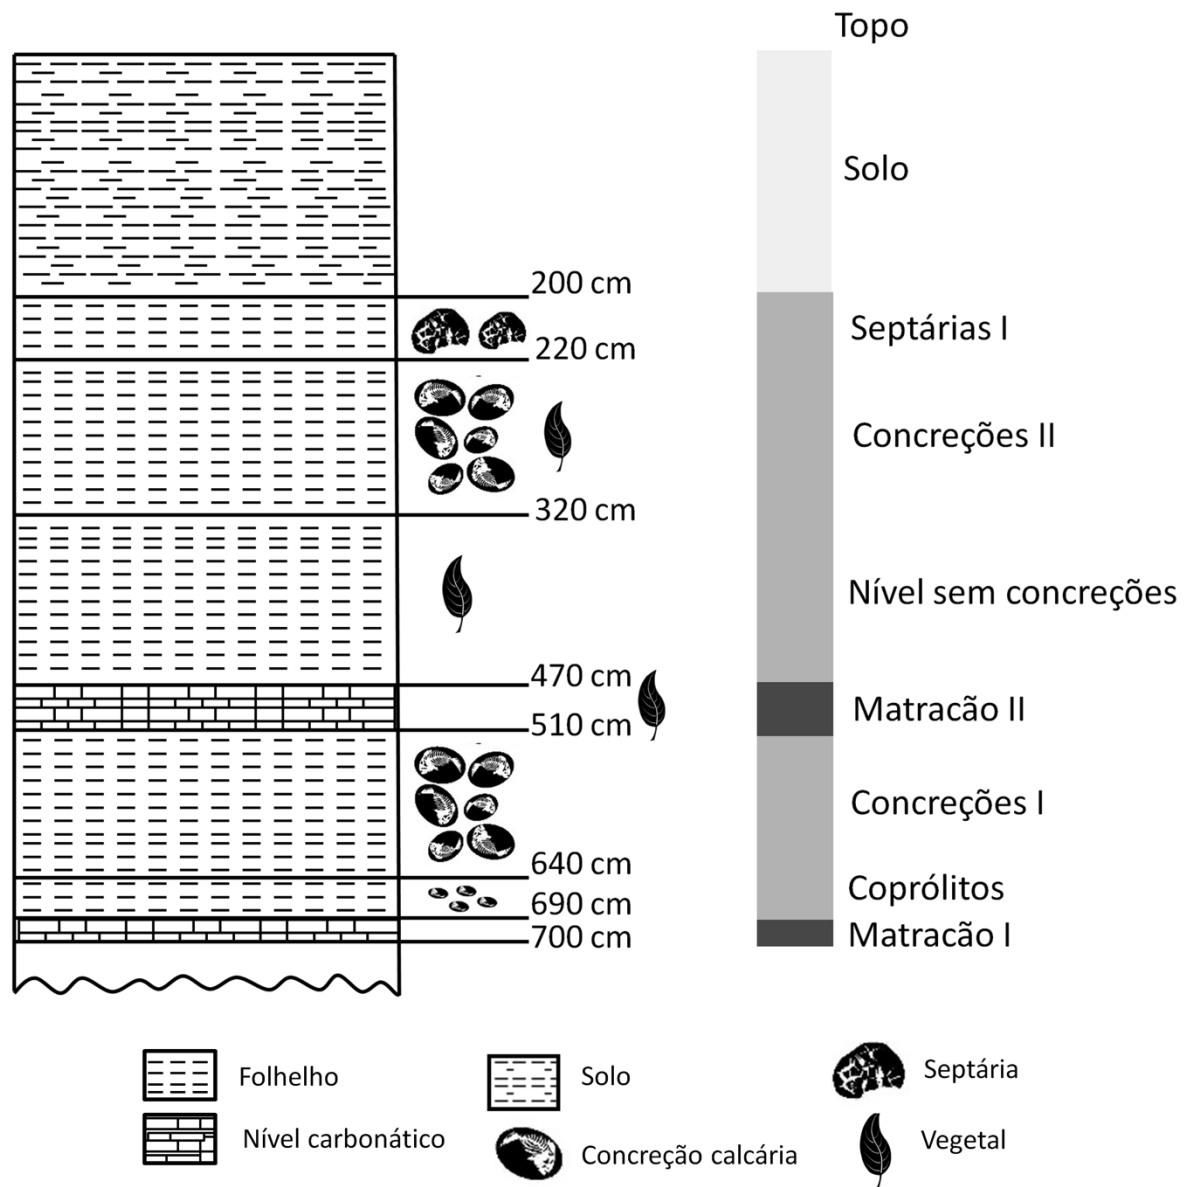 Topo
Solo
200 cm
Septárias I
220 cm
Concreções II
320 cm
Nível sem concreções
470 cm
Matracão II
510 cm
Concreções I
640 cm
Coprólitos
690 cm
Matracão I
700 cm
Folhelho
Solo
Septária
Nível carbonático
Concreção calcária
Vegetal